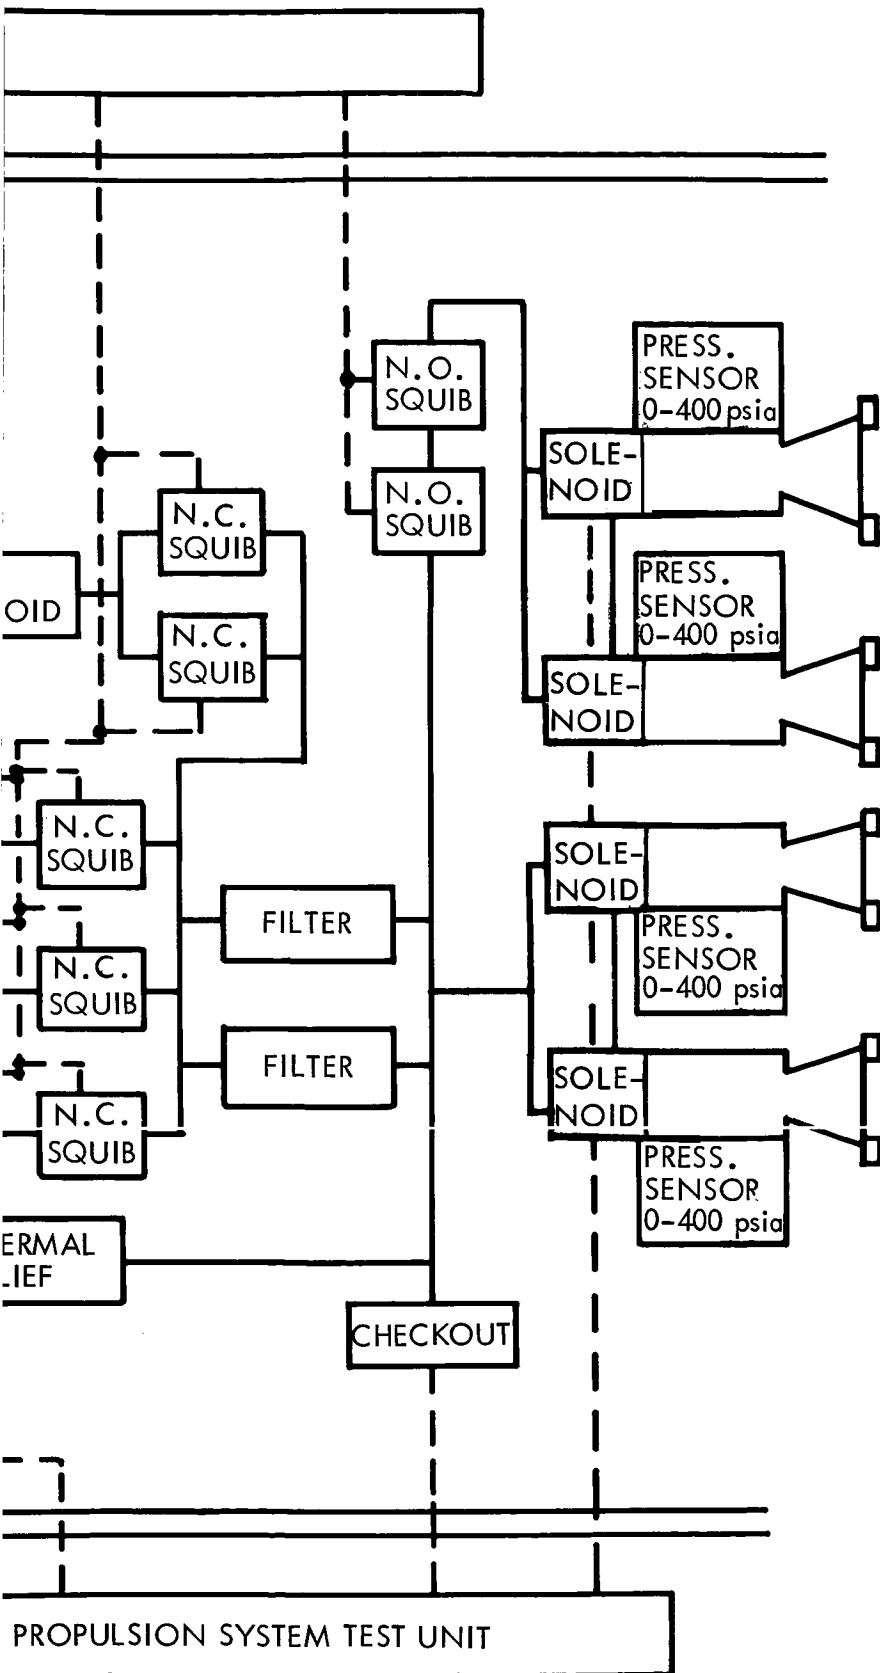 PRESS.
SENSOR
0-400 psia
N.O.
SQUIB
SOLE-
NOID
N.O.
SQUIB
N.C.
SQUIB
PRESS.
SENSOR
0-400 psia
OID
N.C.
SQUIB
SOLE-
NOID
N.C.
SQUIB
SOLE-
NOID
FILTER
PRESS.
SENSOR
0-400 psia
N.C.
SQUIB
FILTER
SOLE-
NOID
N.C.
SQUIB
PRESS.
SENSOR
0-400 psia
ERMAL
LIEF
CHECKOUT
PROPULSION SYSTEM TEST UNIT